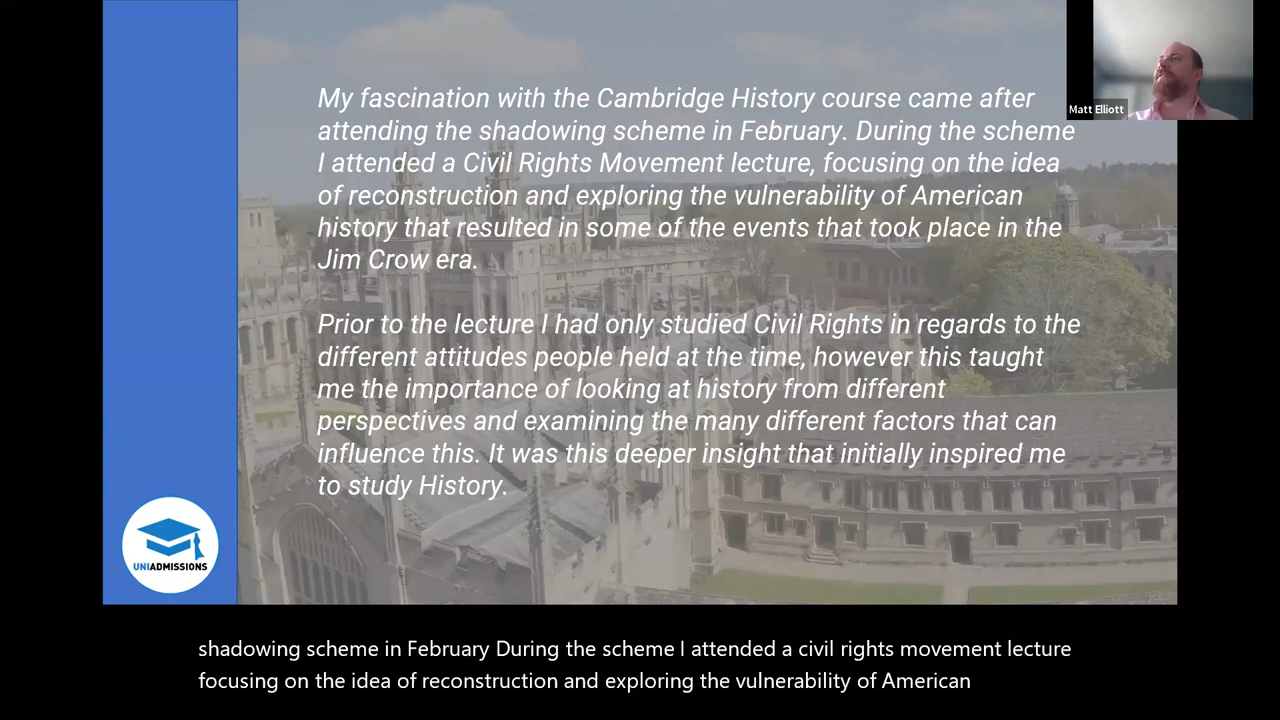 My fascination with the Cambridge History course came after
attending the shadowing scheme in February. During the scheme
I attended a Civil Rights Movement lecture, focusing on the idea
of reconstruction and exploring the vulnerability of American
history that resulted in some of the events that took place in the
Jim Crow era.
Prior to the lecture I had only studied Civil Rights in regards to the
different attitudes people held at the time, however this taught
me the importance of looking at history from different
perspectives and examining the many different factors that can
influence this. It was this deeper insight that initially inspired me
to study History.
Matt Elliott
UNIADMISSIONS
shadowing scheme in February During the scheme I attended a civil rights movement lecture
focusing on the idea of reconstruction and exploring the vulnerability of American